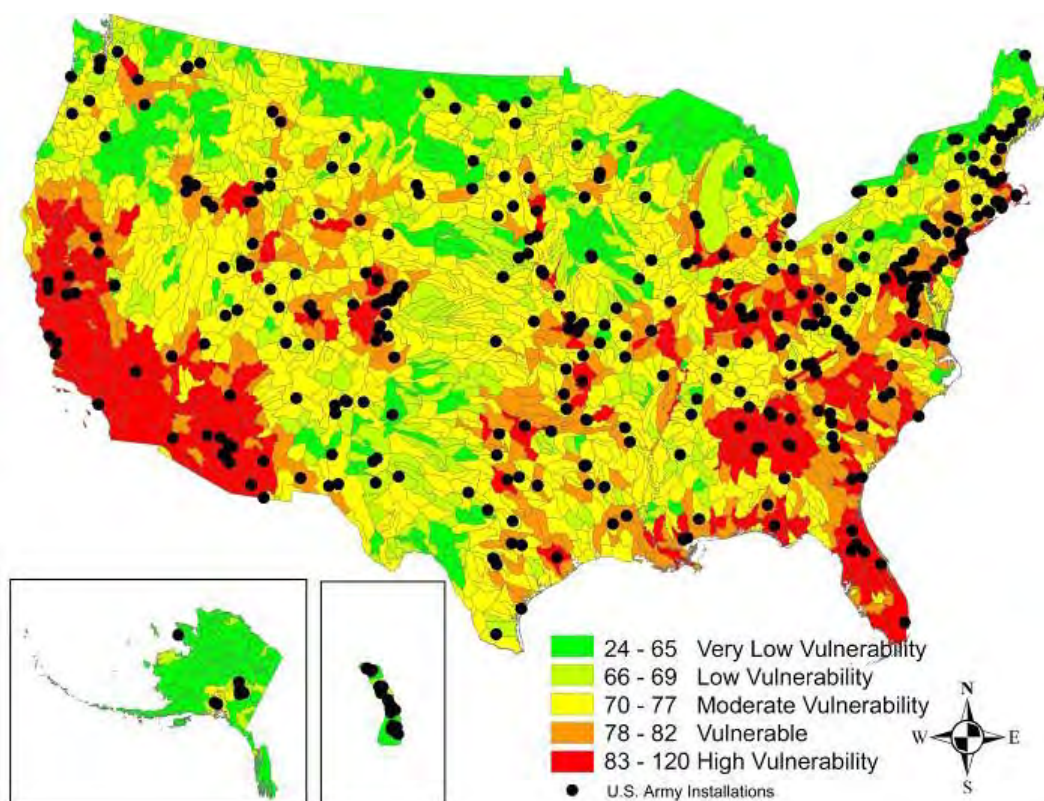 24 - 65 Very Low Vulnerability
66 - 69 Low Vulnerability
70 - 77 Moderate Vulnerability
78 - 82 Vulnerable
83 - 120 High Vulnerability
U.S. Army Installations
N
W E
S